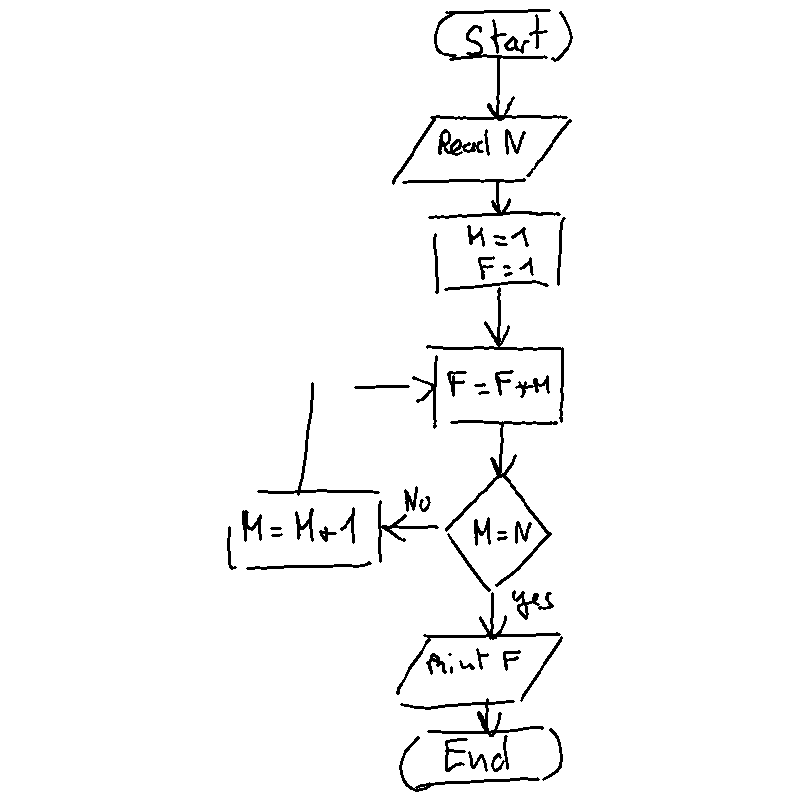 Start
Read N
M=1
F=1
F=F*M
No
M=M+1
M=N
yes
Print F
End